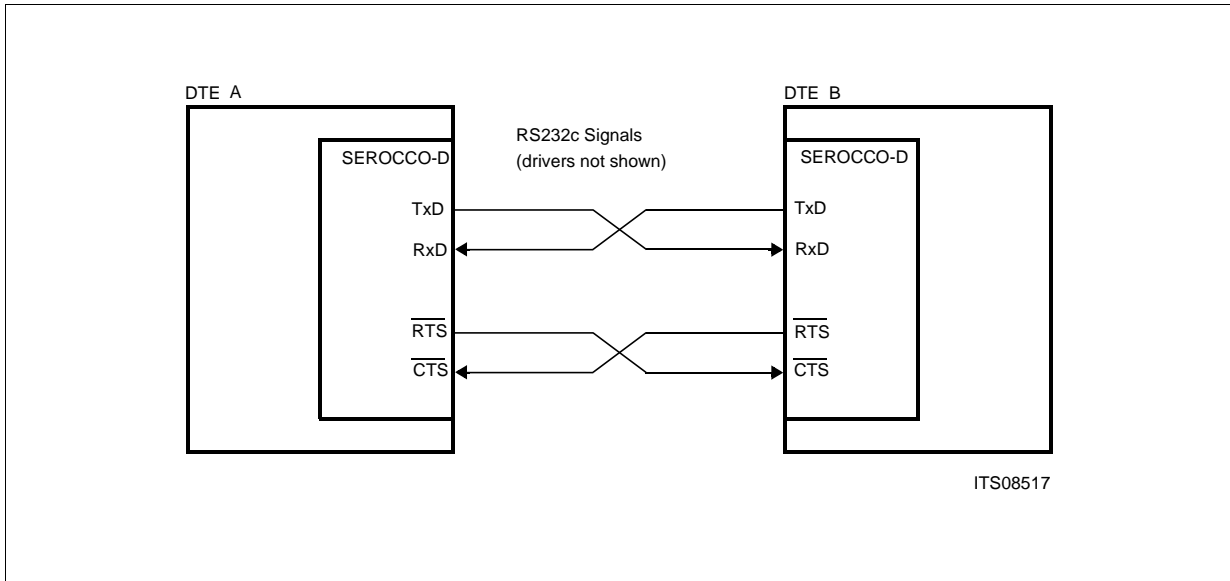 DTE A
DTE B
RS232c Signals
(drivers not shown)
SEROCCO-D
SEROCCO-D
TxD
TxD
RxD
RxD
RTS
RTS
CTS
CTS
ITS08517